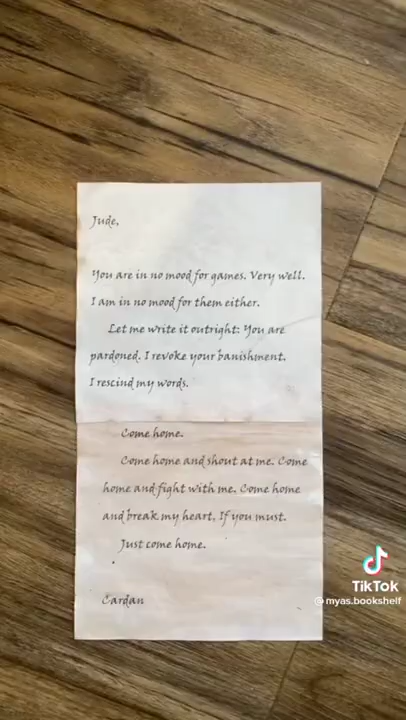 Jude,
You are in no mood for games. Very well.
I am in no mood for them either.
Let me write it outright: You are
pardoned. I revoke your banishment.
I rescind my words.
Come home.
Come home and shout at me. Come
home and fight with me. Come home
and break my heart, If you must.
Just come home.
Cardan
TikTok
@myas.bookshelf